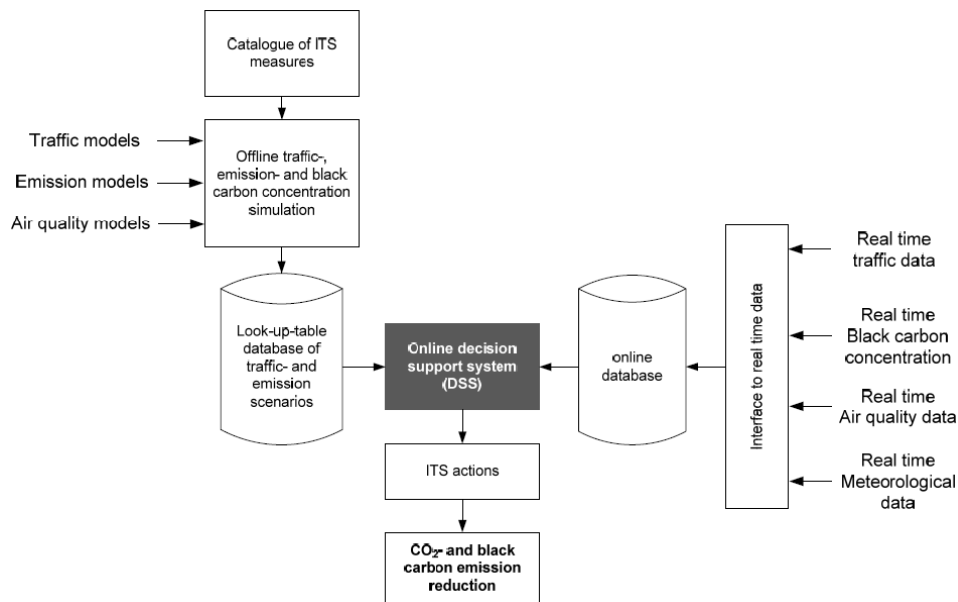 Catalogue of ITS
measures
Traffic models
Emission models
Air quality models
Offline traffic-,
emission- and black
carbon concentration
simulation
Look-up-table
database of
traffic- and
emission
scenarios
Online decision
support system
(DSS)
online
database
Interface to real time data
Real time
traffic data
Real time
Black carbon
concentration
Real time
Air quality data
Real time
Meteorological
data
ITS actions
CO₂- and black
carbon emission
reduction